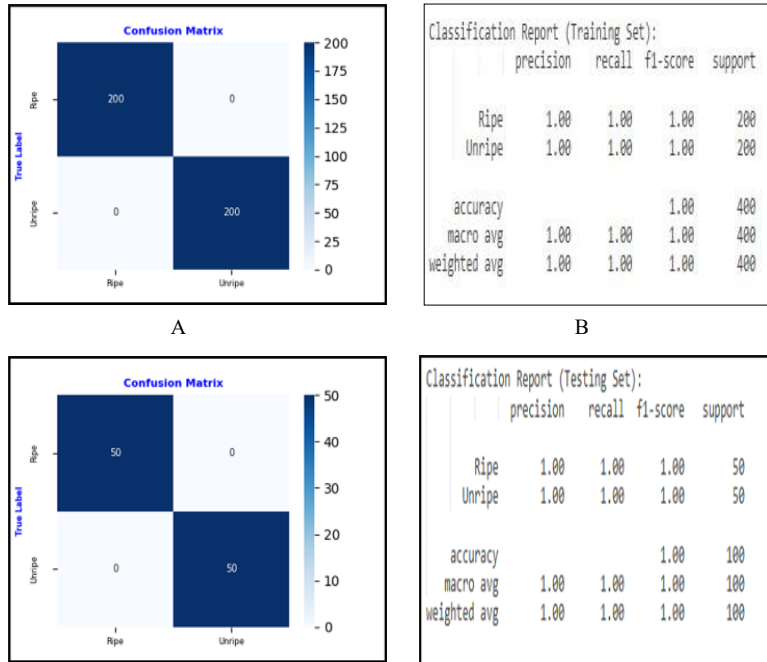 Confusion Matrix
200
0
0
200
Ripe
Unripe
True Label
Ripe
Unripe
200
175
150
125
100
75
50
25
0
Classification Report (Training Set):
precision recall f1-score support
Ripe 1.00 1.00 1.00 200
Unripe 1.00 1.00 1.00 200
accuracy 1.00 400
macro avg 1.00 1.00 1.00 400
weighted avg 1.00 1.00 1.00 400
A
B
Confusion Matrix
50
0
0
50
Ripe
Unripe
True Label
Ripe
Unripe
50
40
30
20
10
0
Classification Report (Testing Set):
precision recall f1-score support
Ripe 1.00 1.00 1.00 50
Unripe 1.00 1.00 1.00 50
accuracy 1.00 100
macro avg 1.00 1.00 1.00 100
weighted avg 1.00 1.00 1.00 100